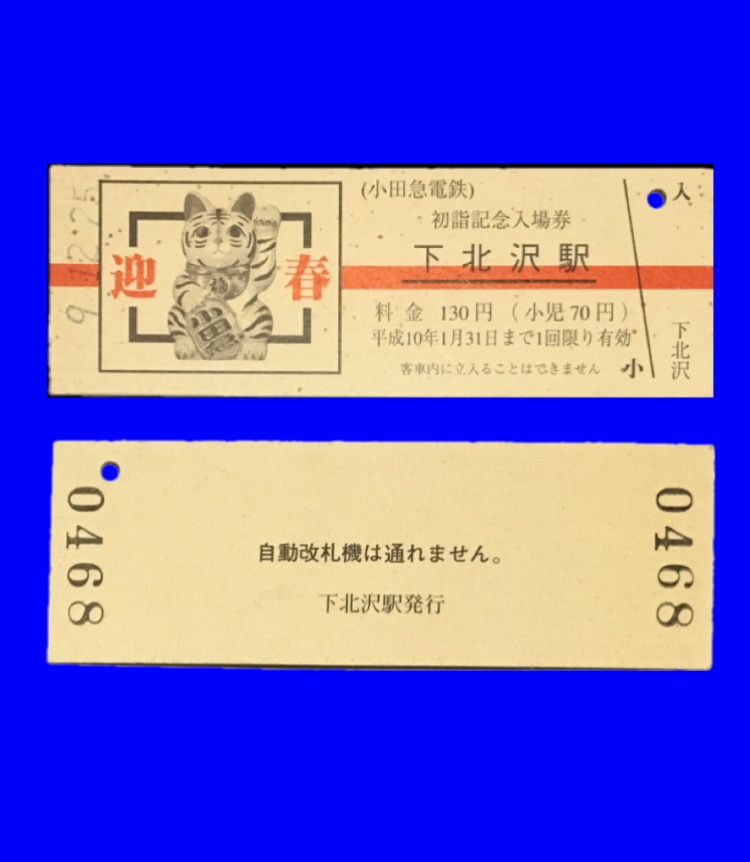 9.12.25
迎春
小田急
(小田急電鉄)
初詣記念入場券
下北沢駅
料金 130円 (小児70円)
平成10年1月31日まで1回限り有効
客車内に立入ることはできません
小
入
下北沢
0468
自動改札機は通れません。
下北沢駅発行
0468